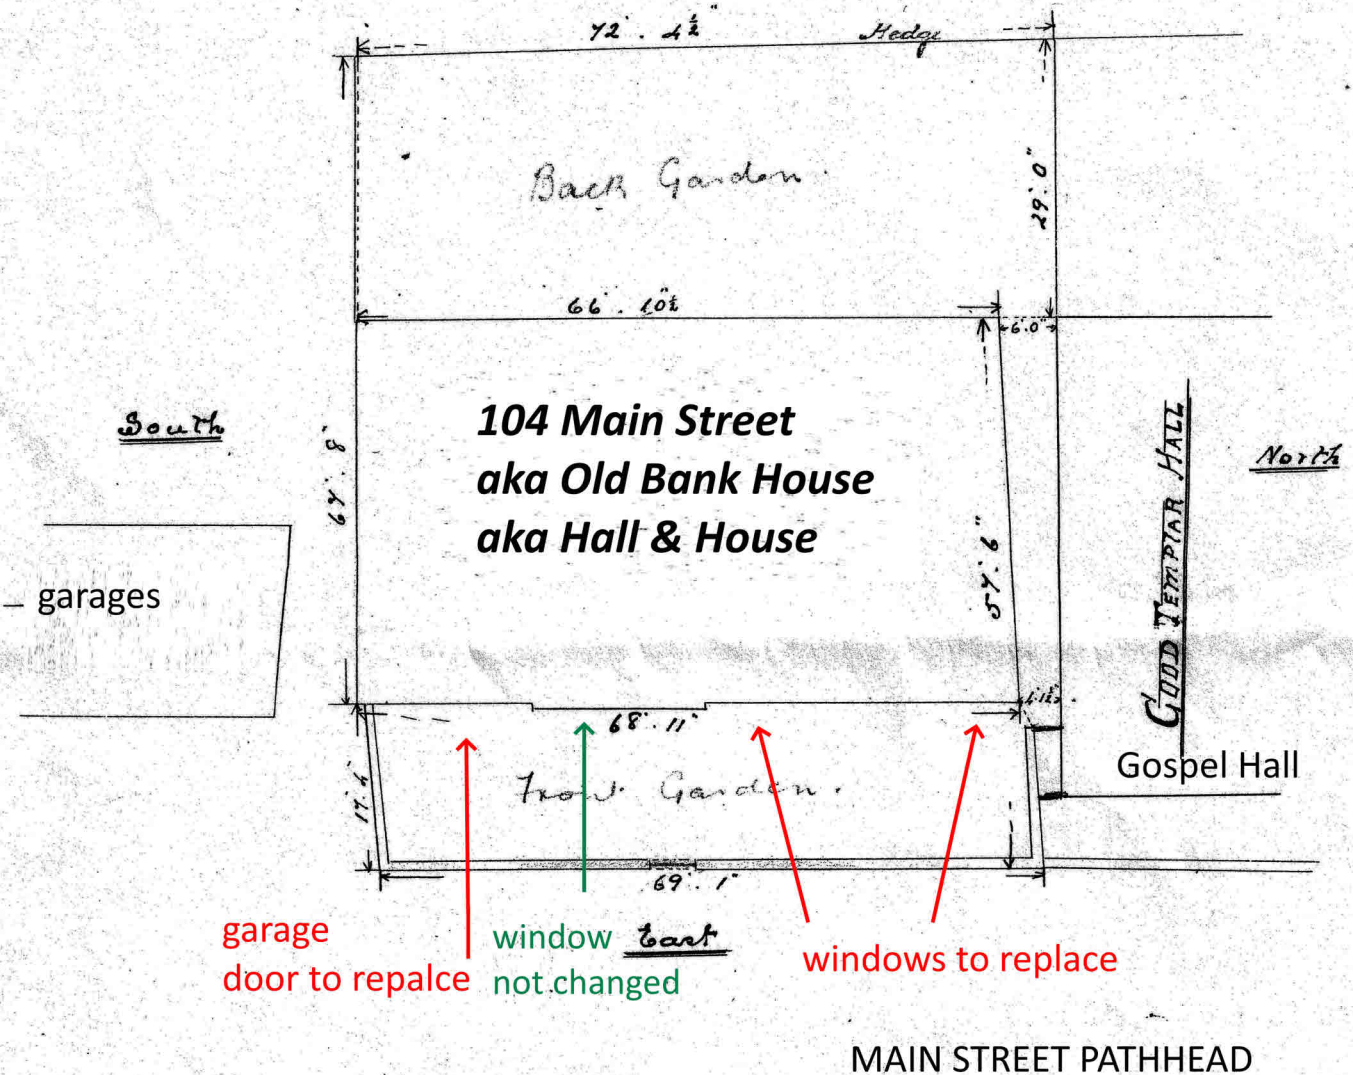 72'. 4½"
Hedge
Back Garden.
29'. 0"
66'. 10½"
6'.0"
South
104 Main Street
aka Old Bank House
aka Hall & House
GOOD TEMPLAR HALL
North
57'. 6"
garages
68'. 11"
Front Garden.
Gospel Hall
17'. 4"
69'. 1"
garage
door to repalce
window
not changed
East
windows to replace
MAIN STREET PATHHEAD